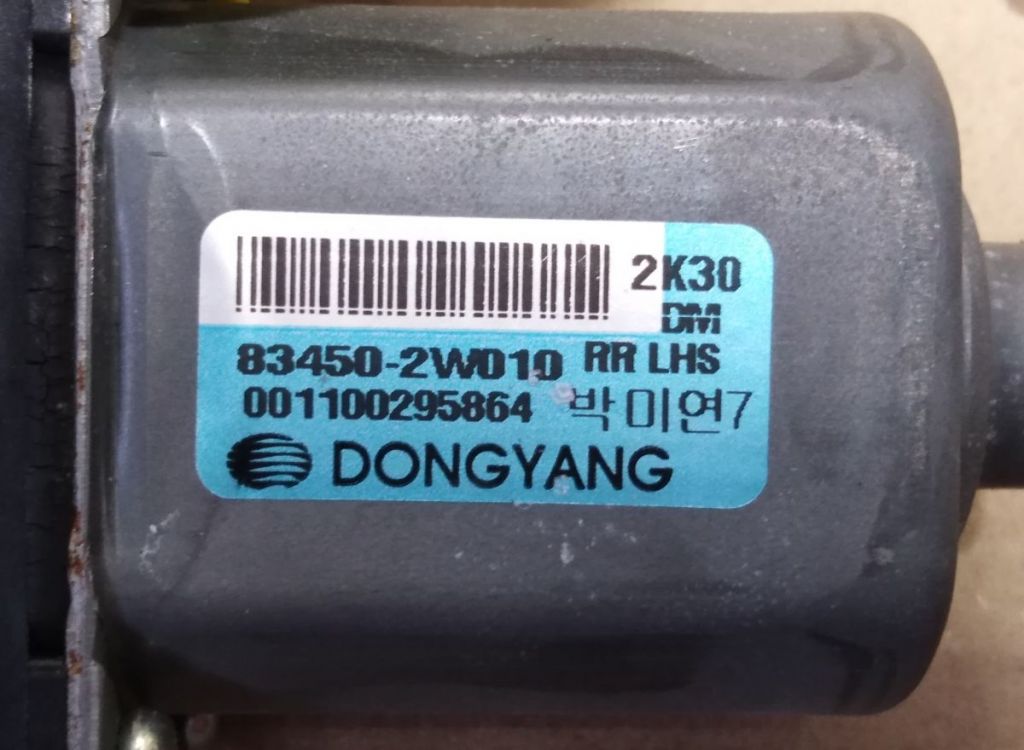 2K30
DM
83450-2W010 RR LHS
001100295864 박미연7
DONGYANG